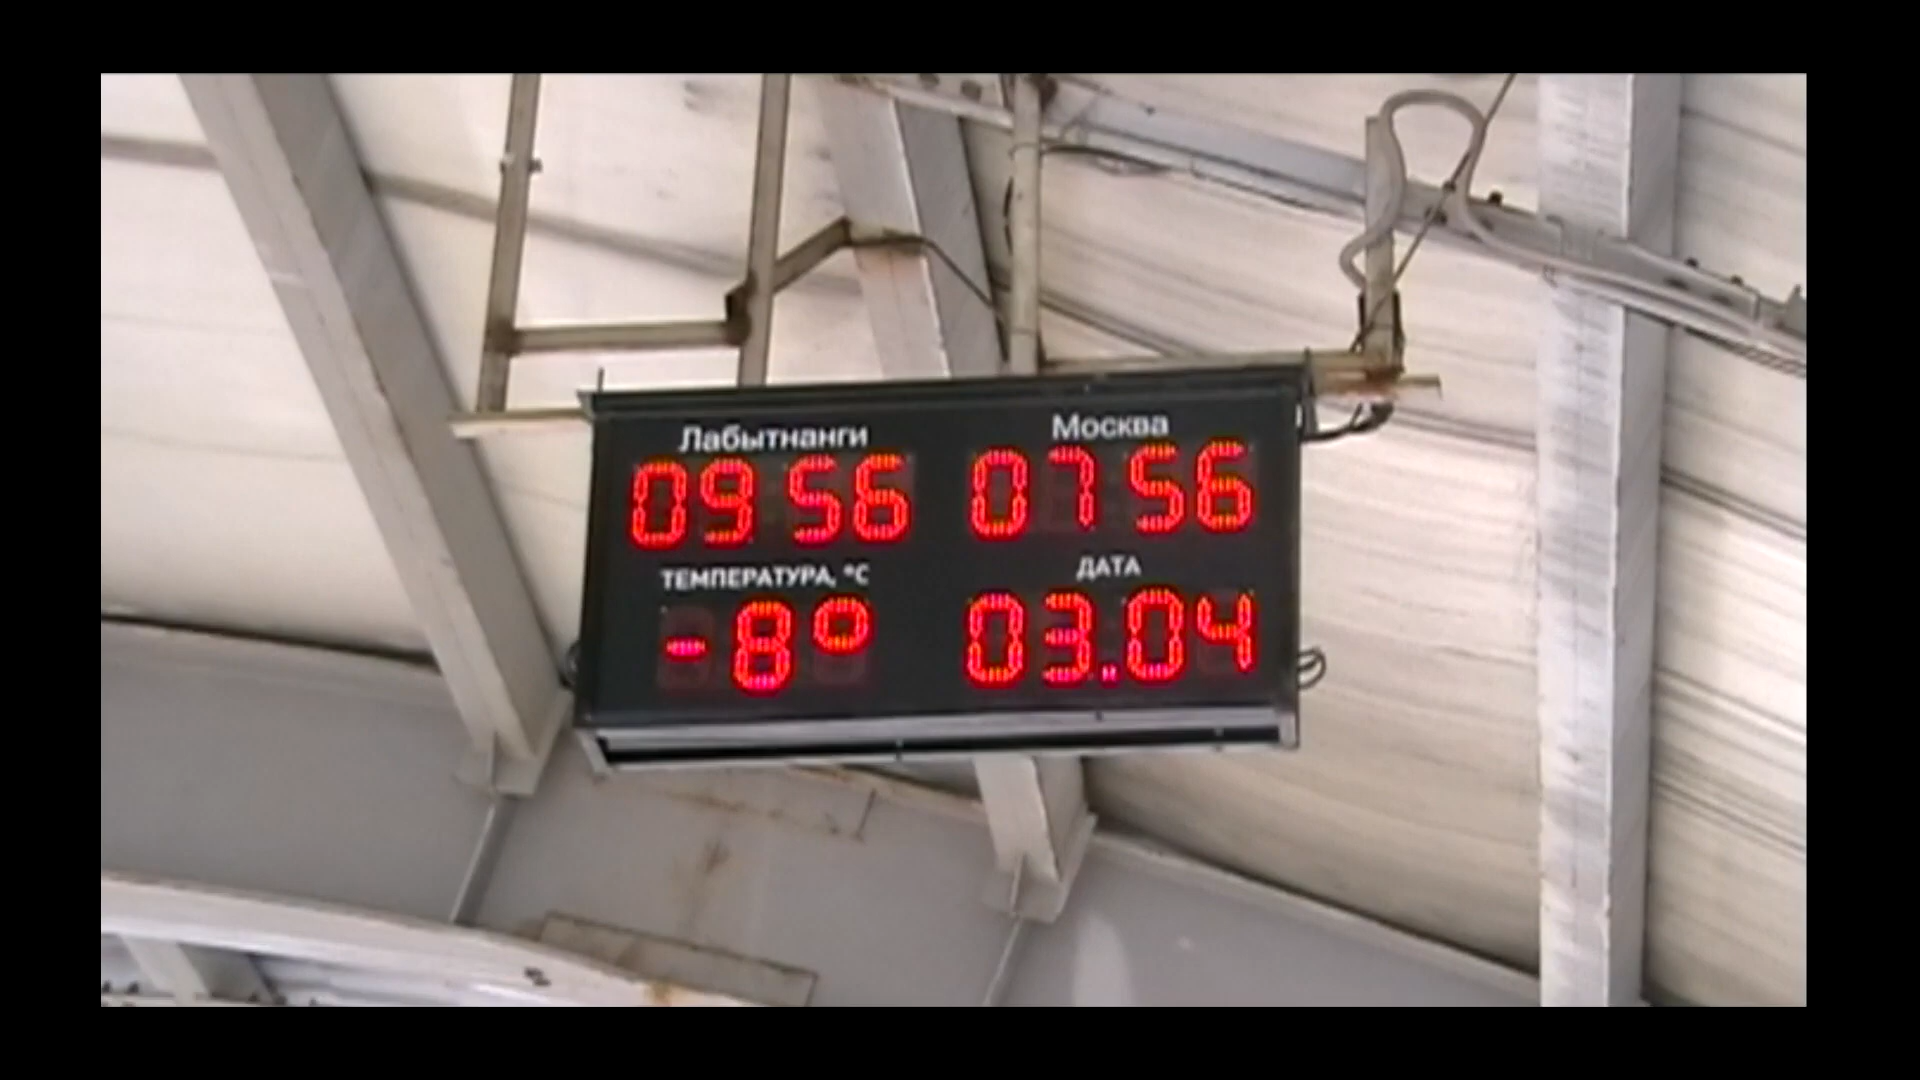 Лабытнанги Москва
09 56 07 56
ТЕМПЕРАТУРА, °C ДАТА
-8° 03.04